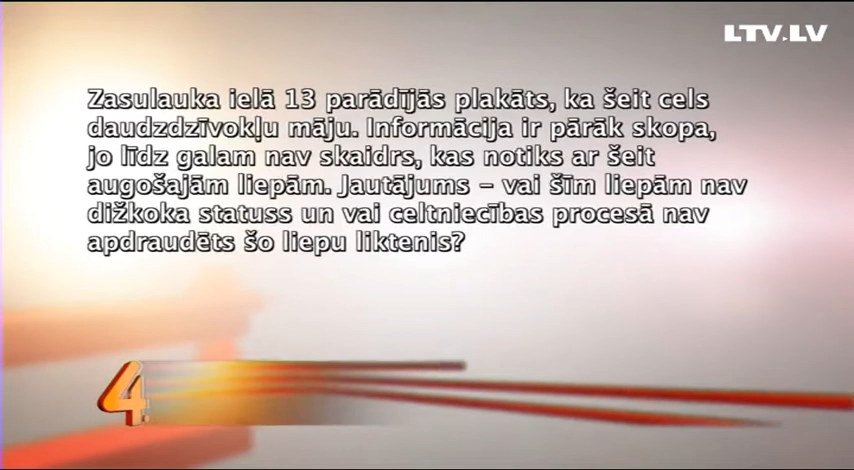 LTV.LV
Zasulauka ielā 13 parādījās plakāts, ka šeit cels
daudzdzīvokļu māju. Informācija ir pārāk skopa,
jo līdz galam nav skaidrs, kas notiks ar šeit
augošajām liepām. Jautājums – vai šīm liepām nav
dižkoka statuss un vai celtniecības procesā nav
apdraudēts šo liepu liktenis?
4.